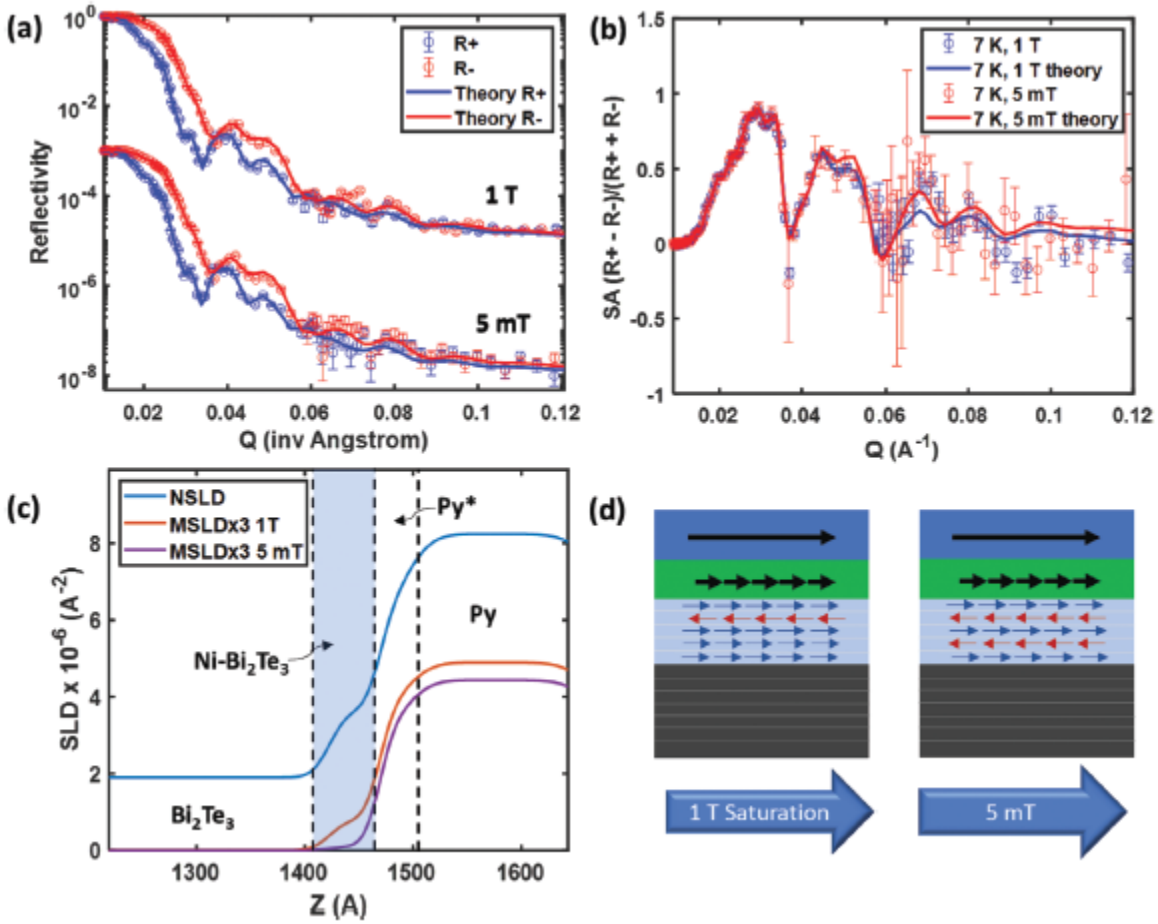 (a)
10⁰
10⁻²
10⁻⁴
10⁻⁶
10⁻⁸
Reflectivity
R+
R-
Theory R+
Theory R-
1 T
5 mT
0.02 0.04 0.06 0.08 0.1 0.12
Q (inv Angstrom)
(b)
1.5
1
0.5
0
-0.5
-1
SA (R+ - R-)/(R+ + R-)
7 K, 1 T
7 K, 1 T theory
7 K, 5 mT
7 K, 5 mT theory
0.02 0.04 0.06 0.08 0.1 0.12
Q (A⁻¹)
(c)
NSLD
MSLDx3 1T
MSLDx3 5 mT
Py*
8
6
4
2
0
SLD x 10⁻⁶ (A⁻²)
Py
Ni-Bi₂Te₃
Bi₂Te₃
1300 1400 1500 1600
Z (A)
(d)
1 T Saturation
5 mT